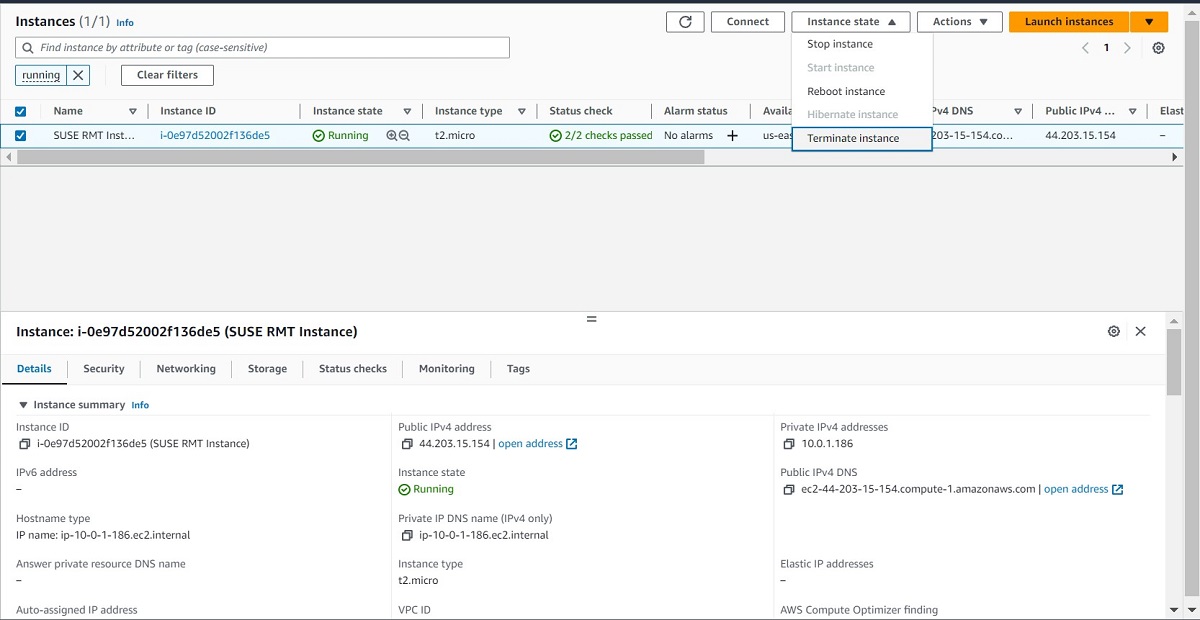 Instances (1/1) Info
Connect
Instance state
Actions
Launch instances
Find instance by attribute or tag (case-sensitive)
Stop instance
Start instance
Reboot instance
Hibernate instance
Terminate instance
1
running
Clear filters
Name
Instance ID
Instance state
Instance type
Status check
Alarm status
Availa
Pv4 DNS
Public IPv4 ...
Elast
SUSE RMT Inst...
i-0e97d52002f136de5
Running
t2.micro
2/2 checks passed
No alarms +
us-eas
203-15-154.co...
44.203.15.154
–
Instance: i-0e97d52002f136de5 (SUSE RMT Instance)
Details
Security
Networking
Storage
Status checks
Monitoring
Tags
Instance summary Info
Instance ID
i-0e97d52002f136de5 (SUSE RMT Instance)
Public IPv4 address
44.203.15.154 | open address
Private IPv4 addresses
10.0.1.186
IPv6 address
–
Instance state
Running
Public IPv4 DNS
ec2-44-203-15-154.compute-1.amazonaws.com | open address
Hostname type
IP name: ip-10-0-1-186.ec2.internal
Private IP DNS name (IPv4 only)
ip-10-0-1-186.ec2.internal
Answer private resource DNS name
–
Instance type
t2.micro
Elastic IP addresses
–
Auto-assigned IP address
VPC ID
AWS Compute Optimizer finding